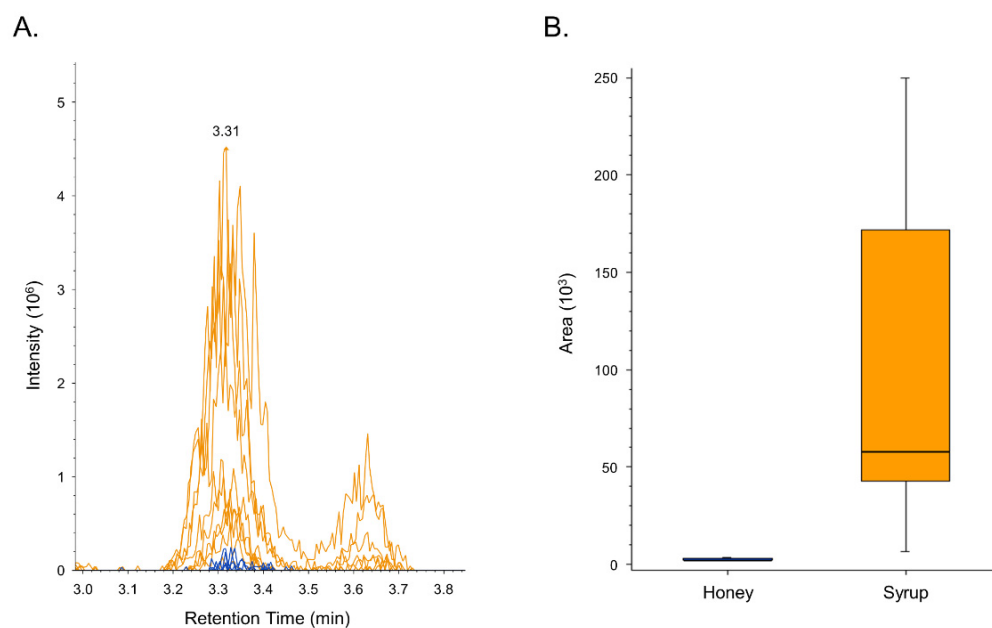 A.
B.
3.31
5
4
3
2
1
0
Intensity (10⁶)
3.0 3.1 3.2 3.3 3.4 3.5 3.6 3.7 3.8
Retention Time (min)
250
200
150
100
50
0
Area (10³)
Honey Syrup